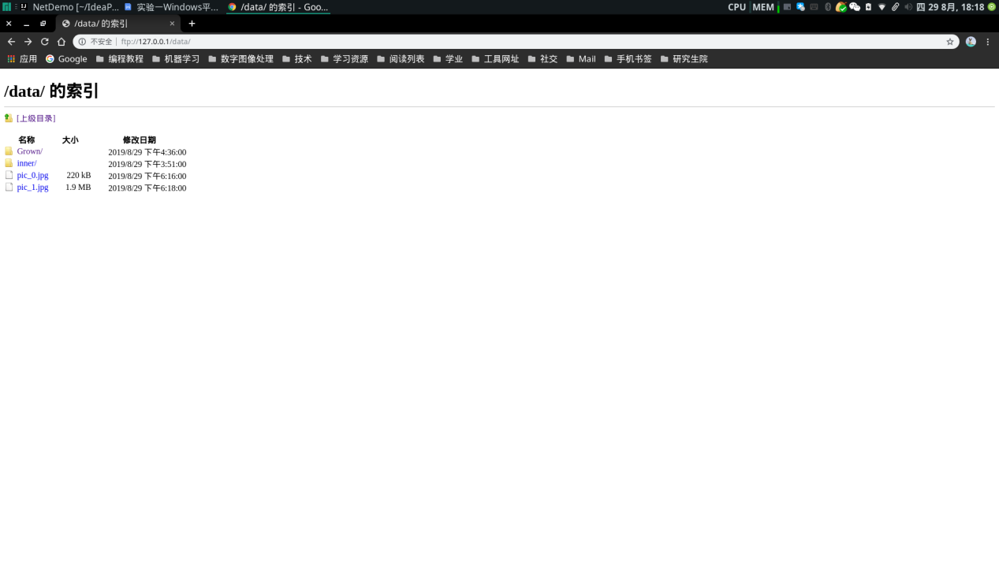 NetDemo [~/IdeaP... 实验一Windows平... /data/ 的索引 - Goo... CPU MEM 四 29 8月, 18:18
/data/ 的索引
不安全 | ftp://127.0.0.1/data/
应用 Google 编程教程 机器学习 数字图像处理 技术 学习资源 阅读列表 学业 工具网址 社交 Mail 手机书签 研究生院
/data/ 的索引
[上级目录]
名称 大小 修改日期
Grown/ 2019/8/29 下午4:36:00
inner/ 2019/8/29 下午3:51:00
pic_0.jpg 220 kB 2019/8/29 下午6:16:00
pic_1.jpg 1.9 MB 2019/8/29 下午6:18:00